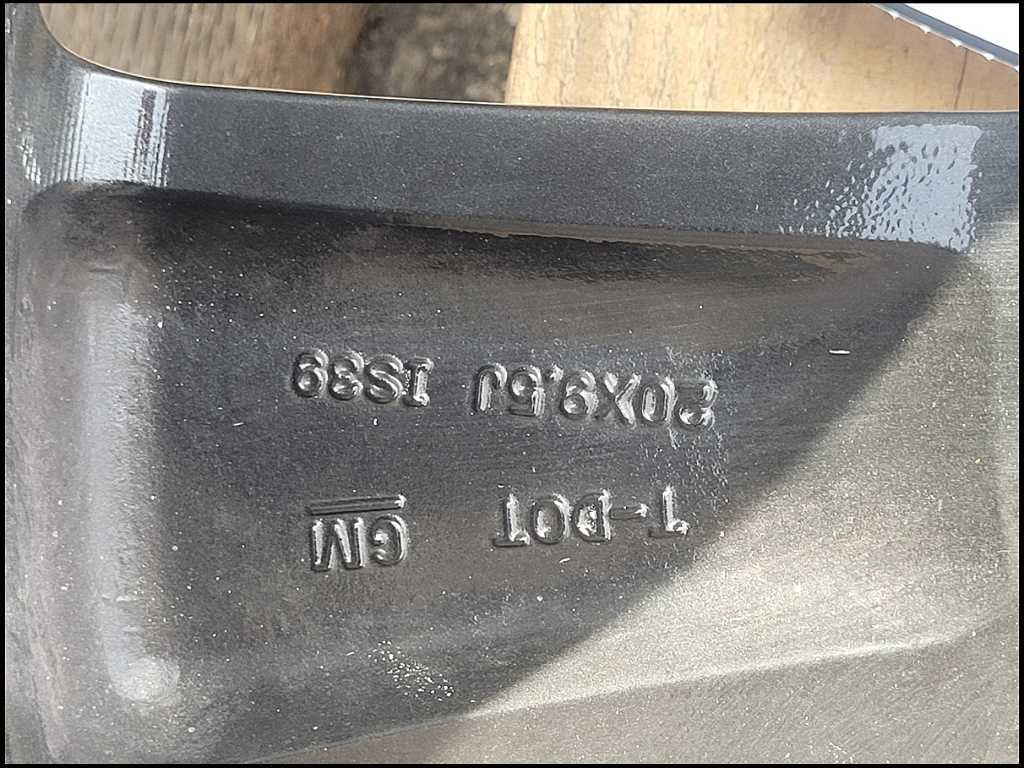 T-DOT GM
20X9.5J IS39